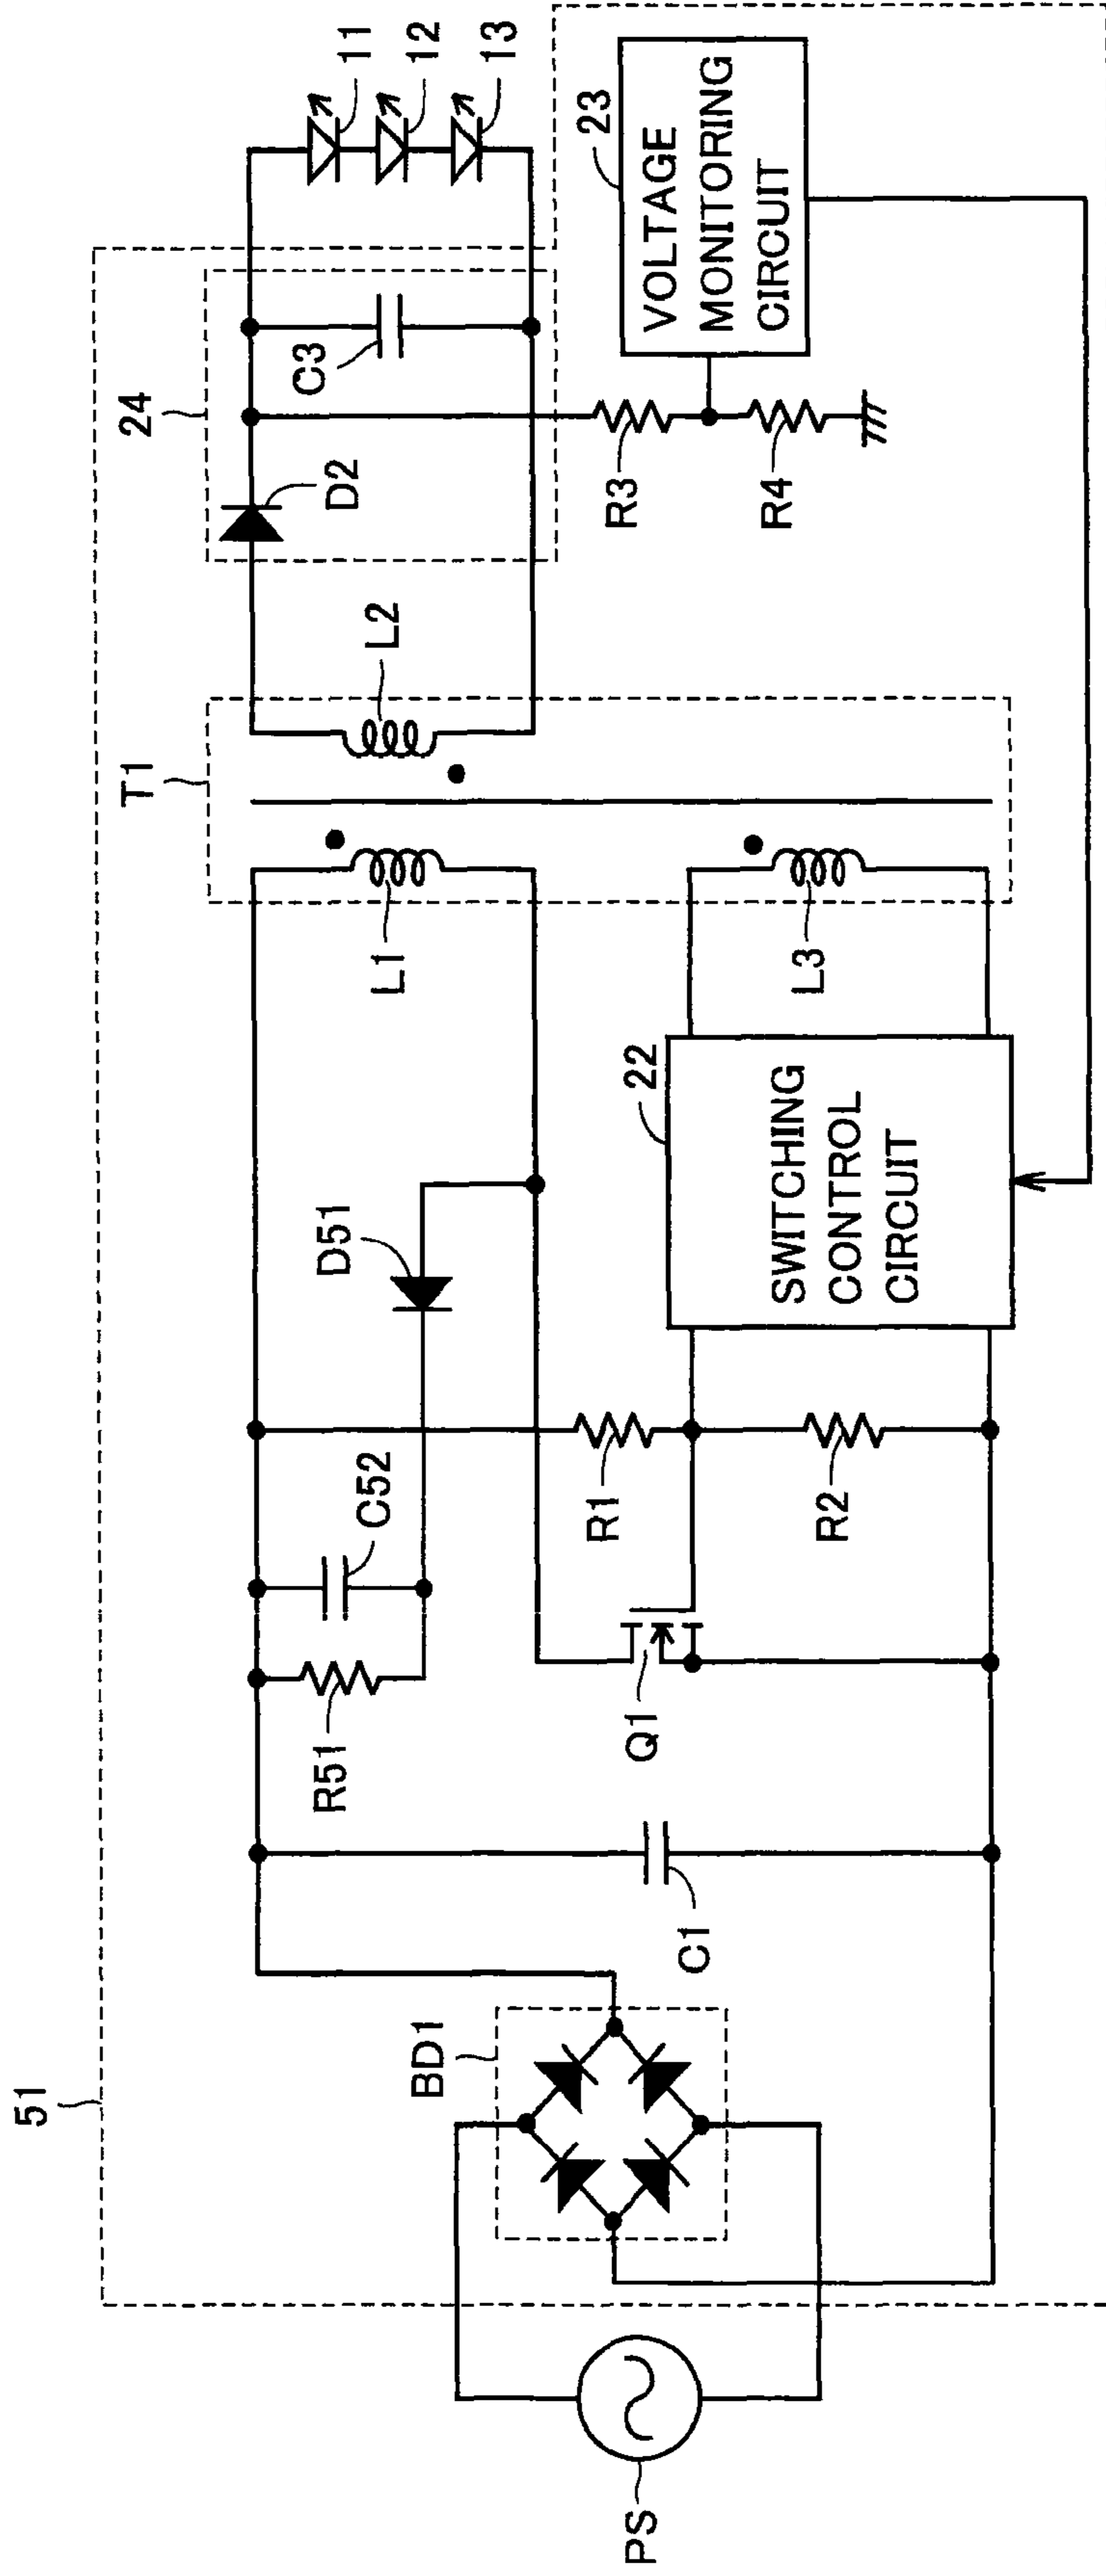 51
T1
24
11
12
13
D2
C3
L2
L1
23
VOLTAGE
MONITORING
CIRCUIT
R3
R4
D51
C52
R51
L3
22
SWITCHING
CONTROL
CIRCUIT
R1
R2
Q1
C1
BD1
PS